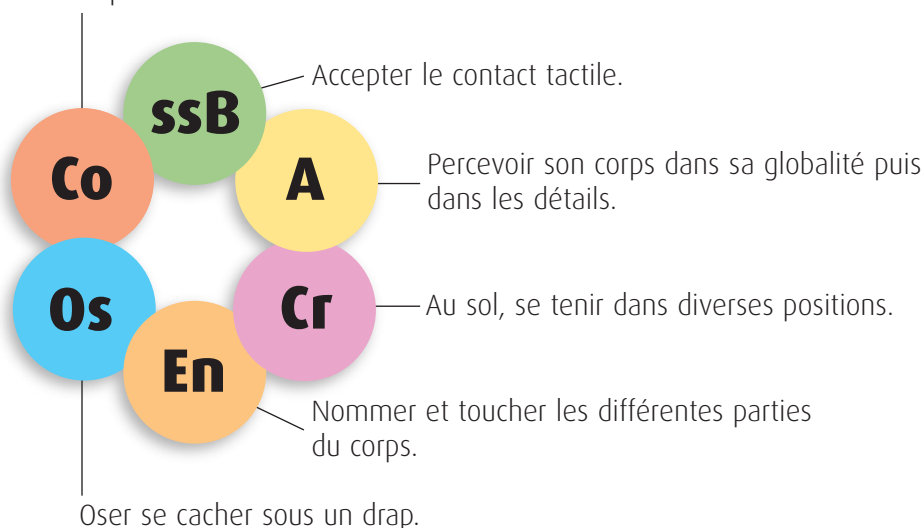 ssB
Accepter le contact tactile.
Co
A
Percevoir son corps dans sa globalité puis
dans les détails.
Os
Cr
Au sol, se tenir dans diverses positions.
En
Nommer et toucher les différentes parties
du corps.
Oser se cacher sous un drap.